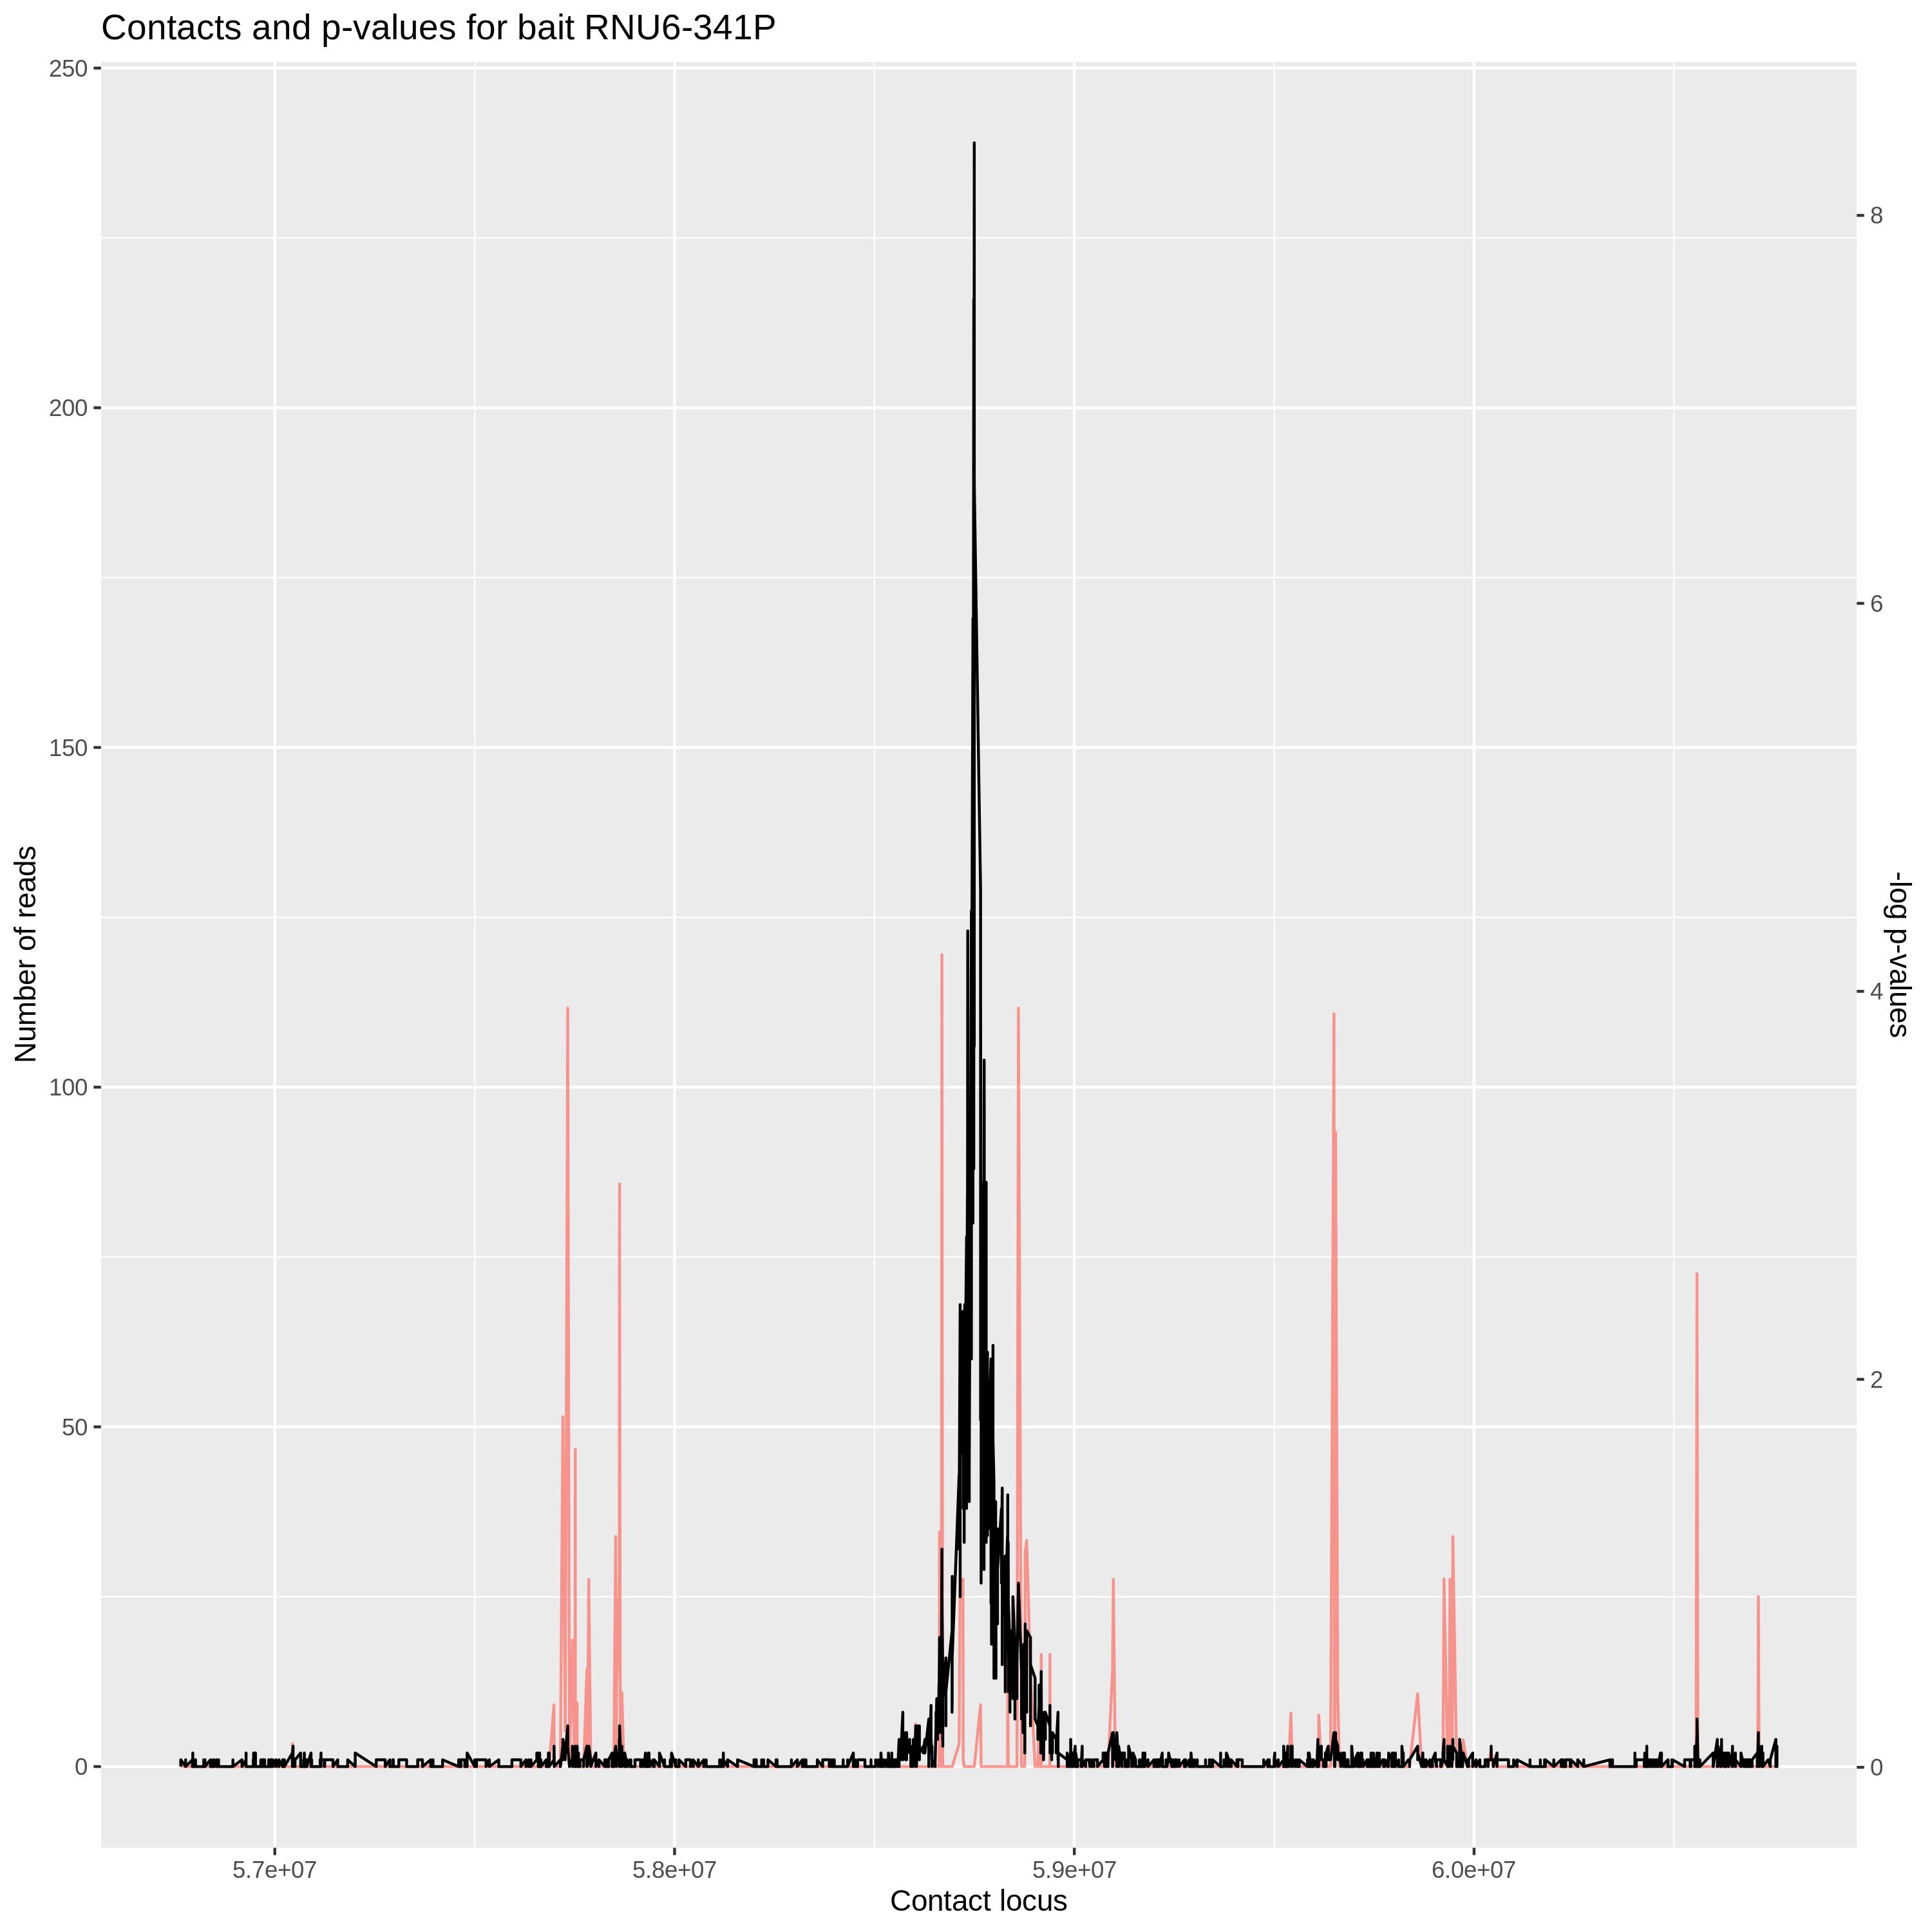 Contacts and p-values for bait RNU6-341P
250
200
150
100
50
0
Number of reads
8
6
4
2
0
-log p-values
5.7e+07
5.8e+07
5.9e+07
6.0e+07
Contact locus